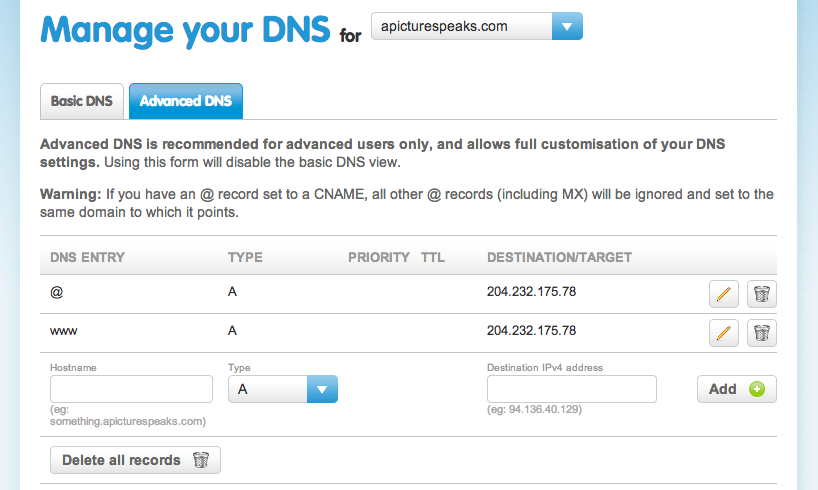 Manage your DNS for apicturespeaks.com
Basic DNS Advanced DNS
Advanced DNS is recommended for advanced users only, and allows full customisation of your DNS
settings. Using this form will disable the basic DNS view.
Warning: If you have an @ record set to a CNAME, all other @ records (including MX) will be ignored and set to the
same domain to which it points.
DNS ENTRY TYPE PRIORITY TTL DESTINATION/TARGET
@ A 204.232.175.78
www A 204.232.175.78
Hostname Type Destination IPv4 address
A Add
(eg: (eg: 94.136.40.129)
something.apicturespeaks.com)
Delete all records